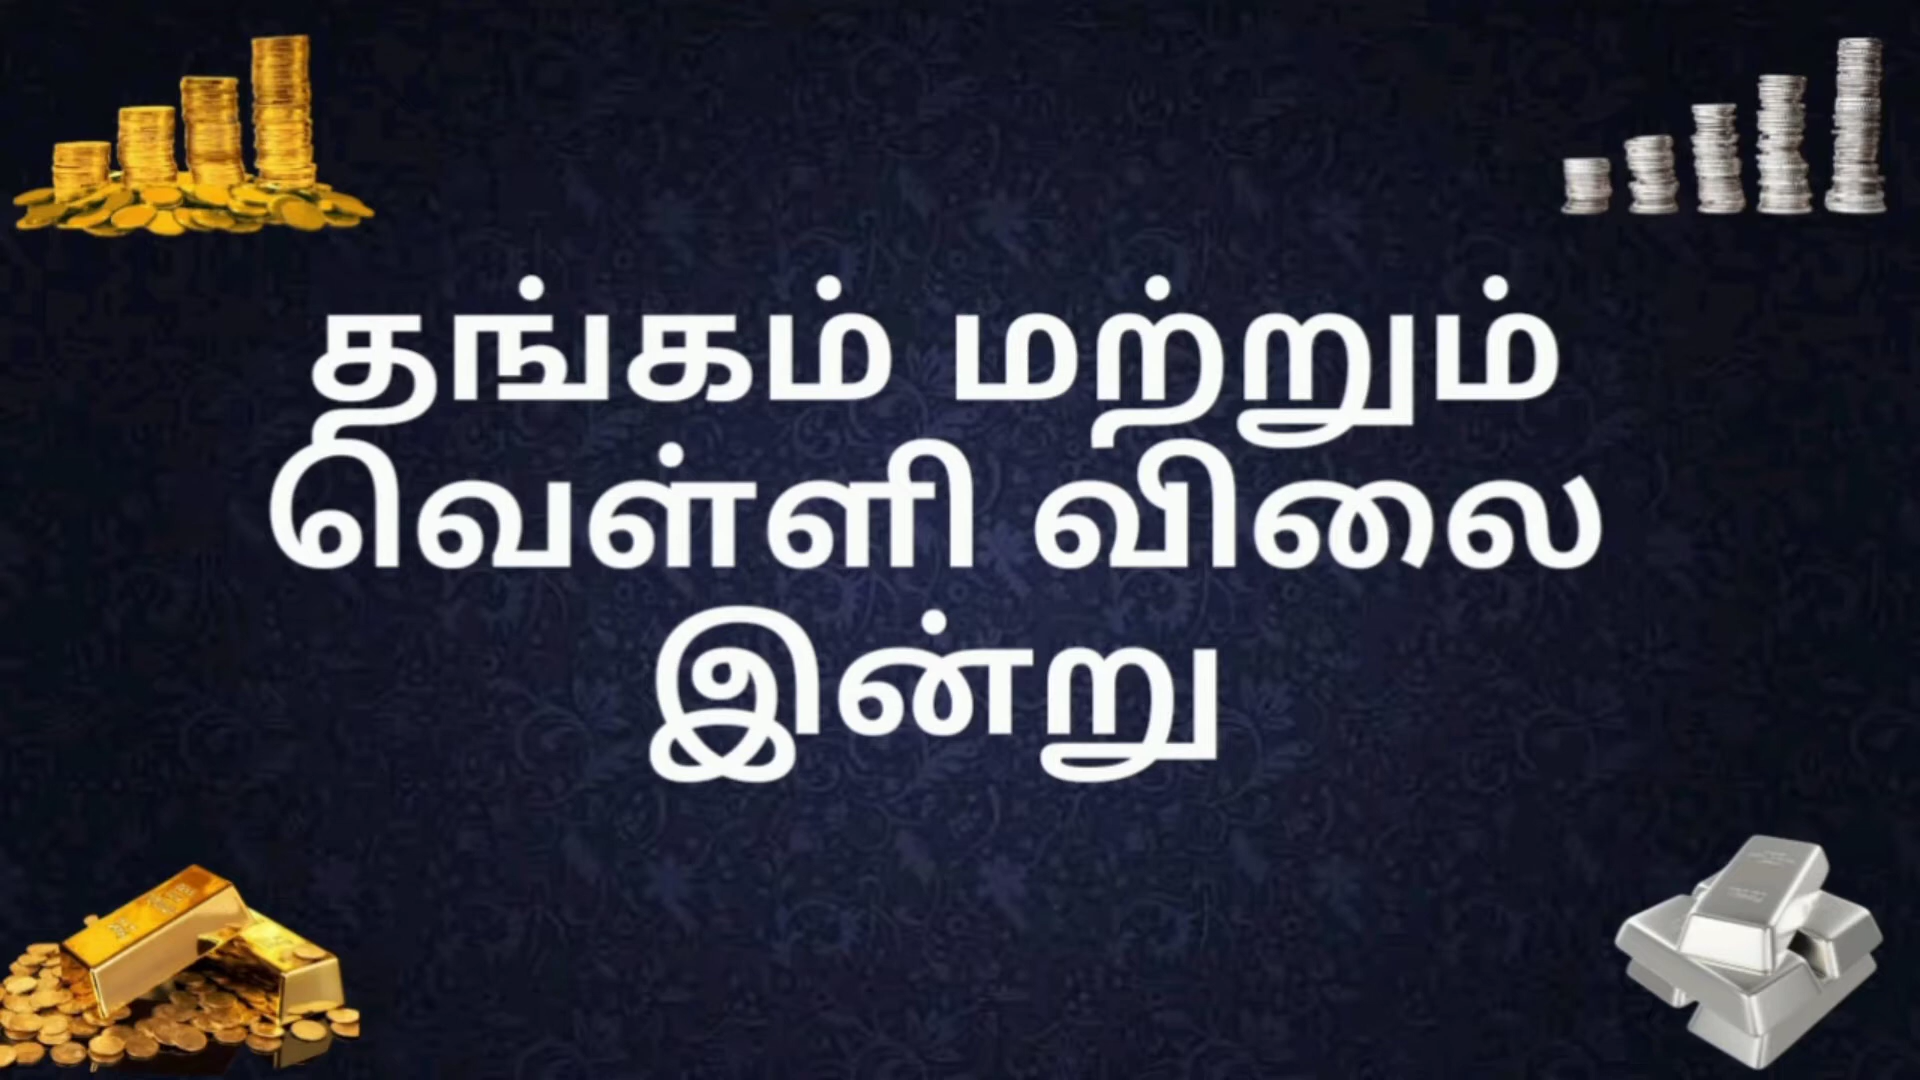 தங்கம் மற்றும்
வெள்ளி விலை
இன்று